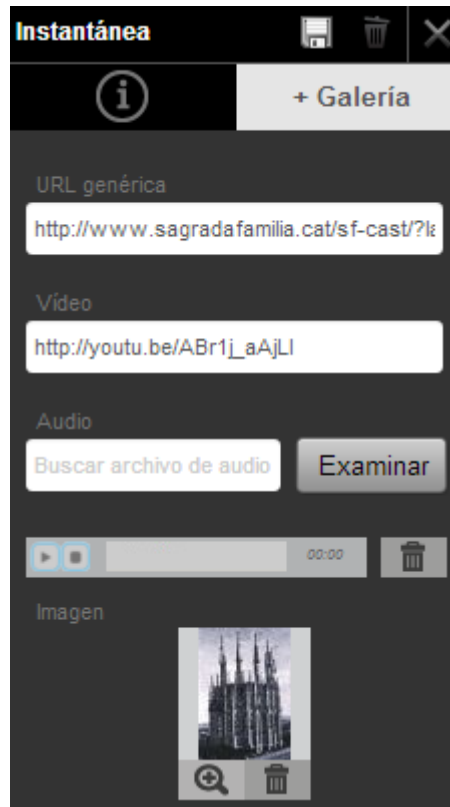 Instantánea
+ Galería
URL genérica
http://www.sagradafamilia.cat/sf-cast/?la
Vídeo
http://youtu.be/ABr1j_aAjLI
Audio
Buscar archivo de audio
Examinar
00:00
Imagen